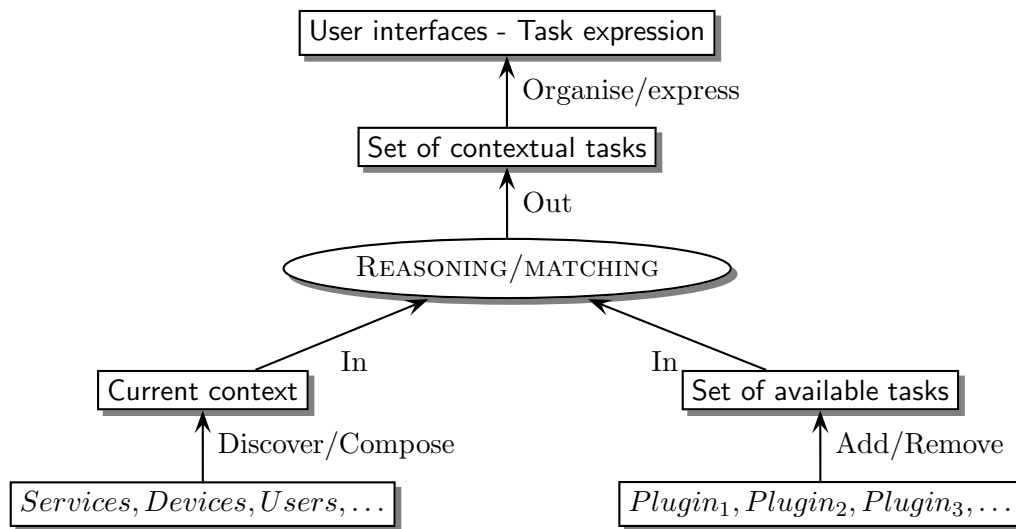 User interfaces - Task expression
Organise/express
Set of contextual tasks
Out
REASONING/MATCHING
In
In
Current context
Set of available tasks
Discover/Compose
Add/Remove
Services, Devices, Users, ...
Plugin₁, Plugin₂, Plugin₃, ...